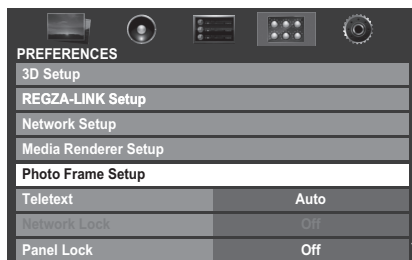 PREFERENCES
3D Setup
REGZA-LINK Setup
Network Setup
Media Renderer Setup
Photo Frame Setup
Teletext Auto
Network Lock Off
Panel Lock Off